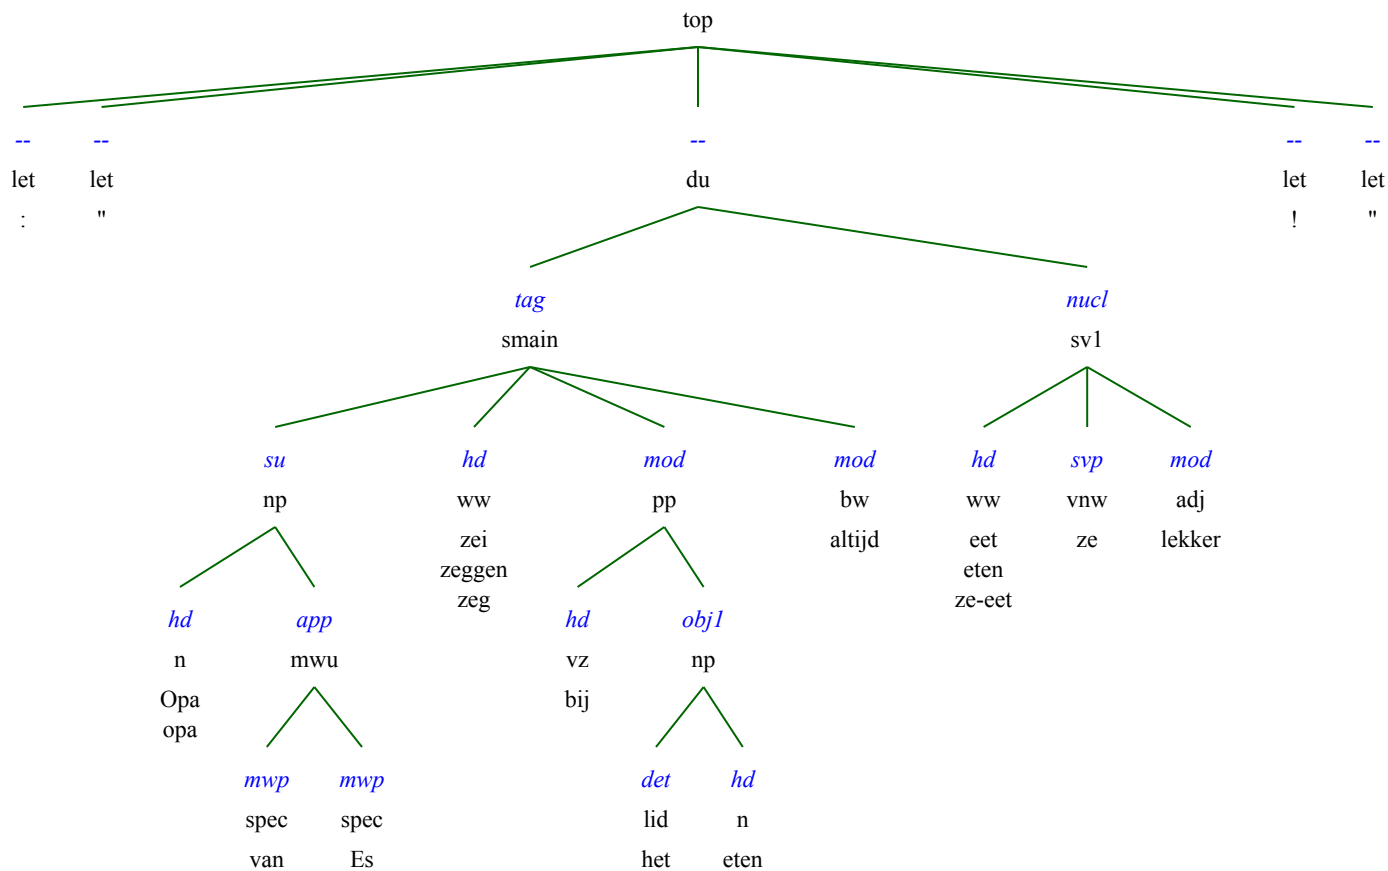 top
-- -- -- -- --
let let du let let
: " ! "
tag nucl
smain sv1
su hd mod mod hd svp mod
np ww pp bw ww vnw adj
zei altijd eet ze lekker
zeggen eten
zeg ze-eet
hd app hd obj1
n mwu vz np
Opa bij
opa
mwp mwp det hd
spec spec lid n
van Es het eten